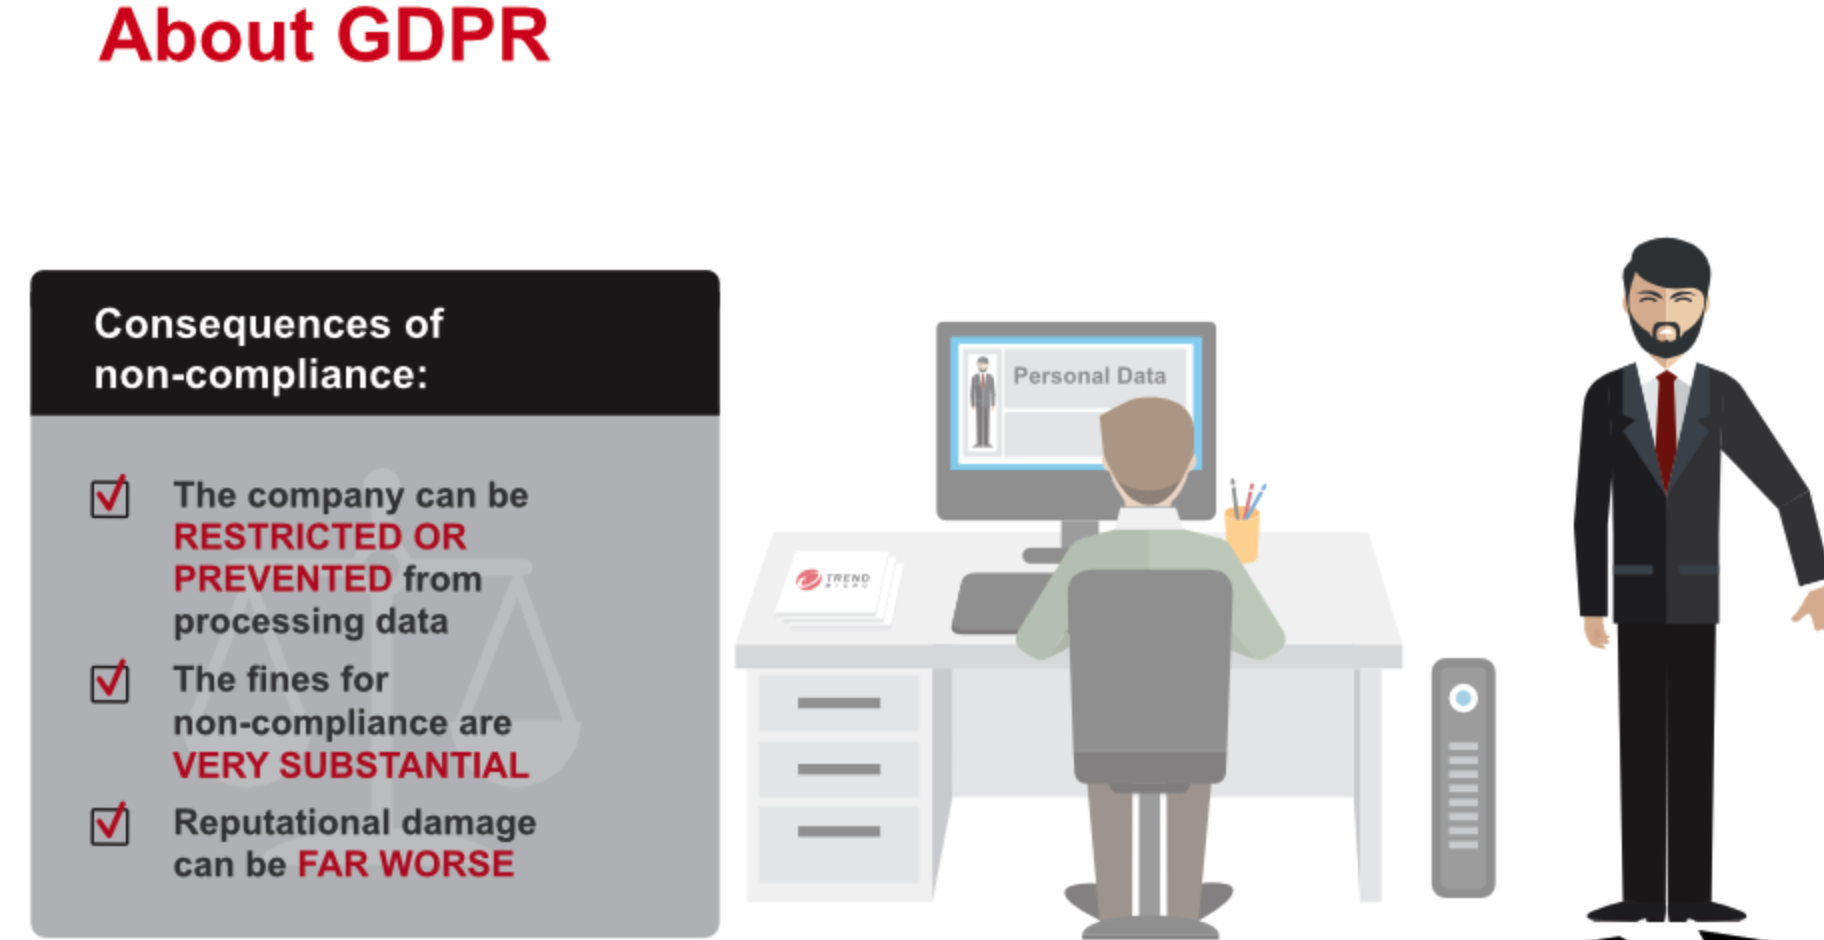 About GDPR
Consequences of
non-compliance:
The company can be
RESTRICTED OR
PREVENTED from
processing data
The fines for
non-compliance are
VERY SUBSTANTIAL
Reputational damage
can be FAR WORSE
Personal Data
TREND
MICRO